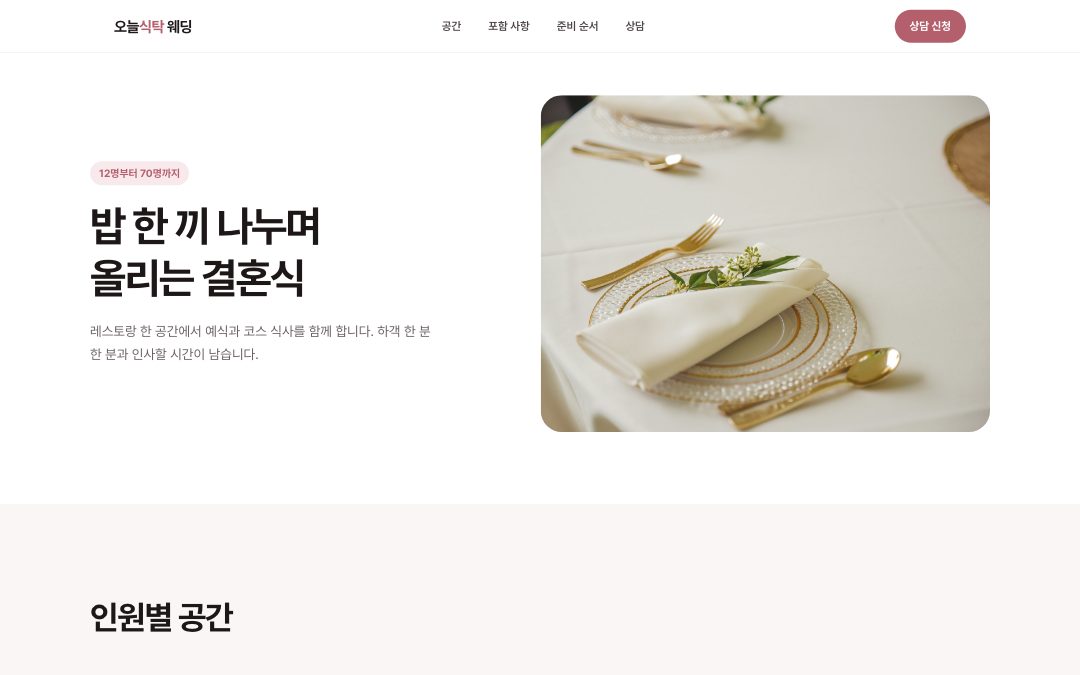 오늘식탁 웨딩
공간
포함 사항
준비 순서
상담
상담 신청
12명부터 70명까지
밥 한 끼 나누며
올리는 결혼식
레스토랑 한 공간에서 예식과 코스 식사를 함께 합니다. 하객 한 분
한 분과 인사할 시간이 남습니다.
인원별 공간